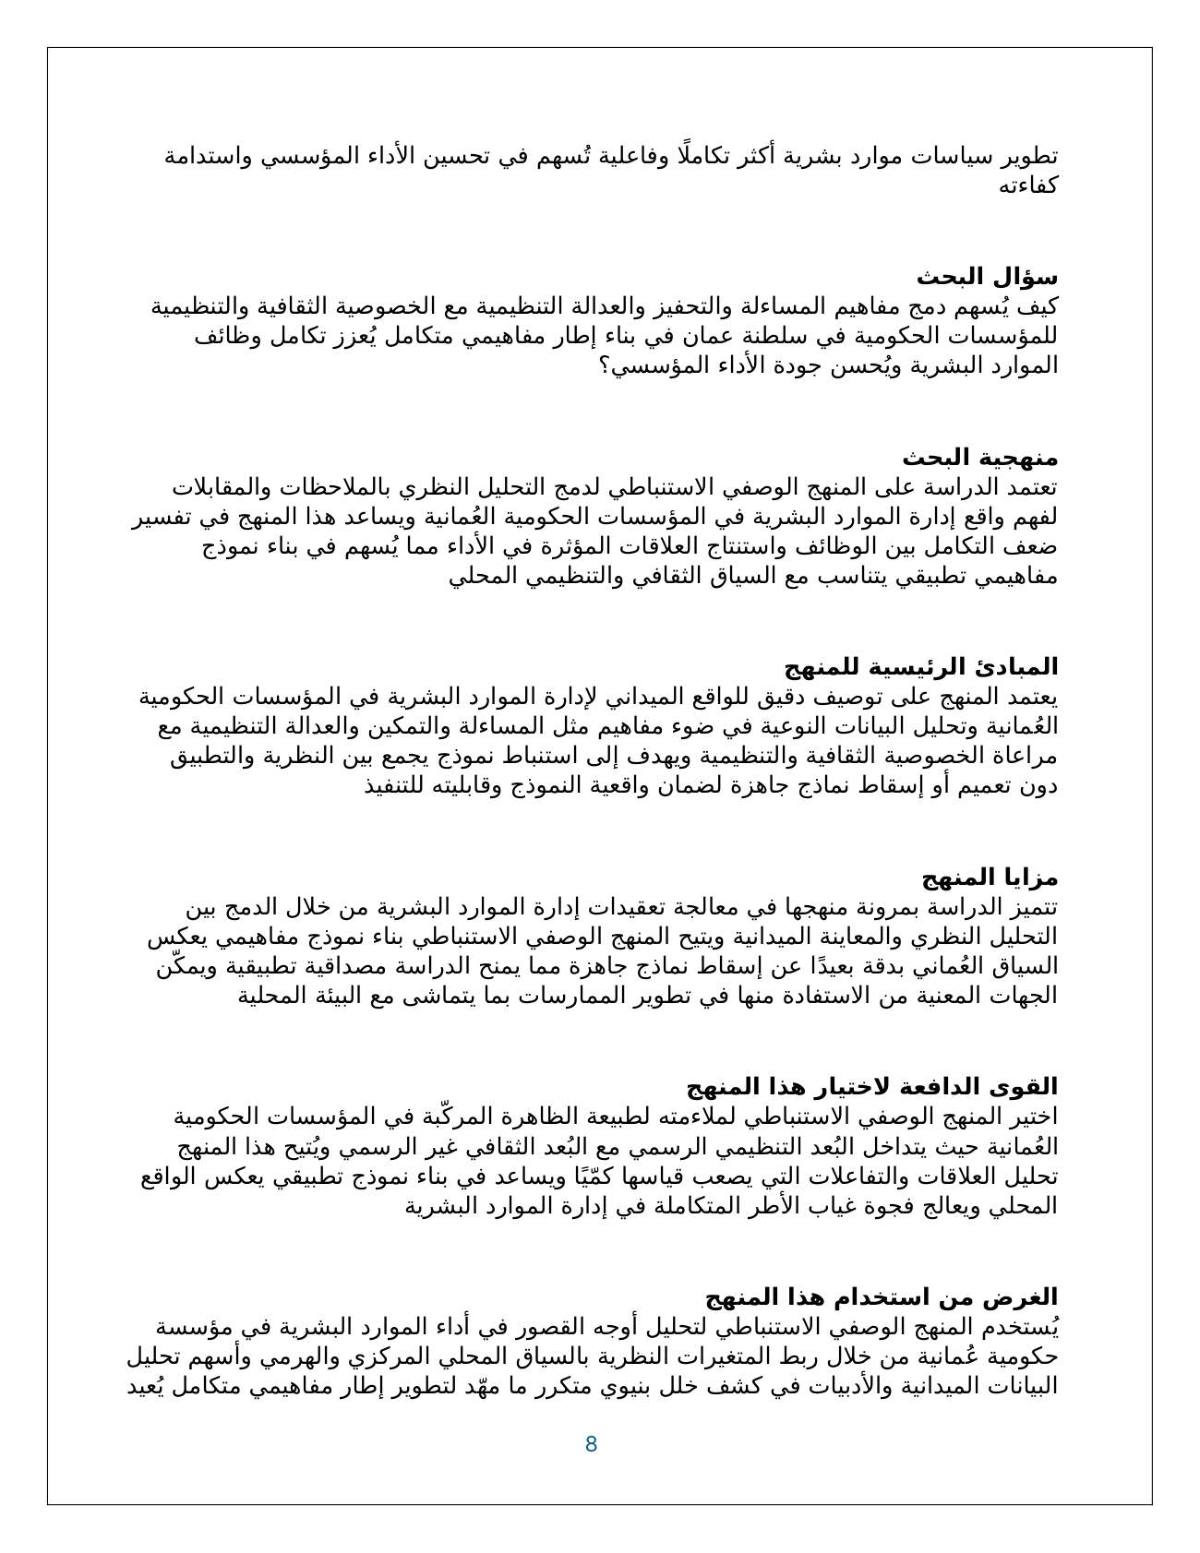 تطوير سياسات موارد بشرية أكثر تكاملًا وفاعلية تُسهم في تحسين الأداء المؤسسي واستدامة
كفاءته
سؤال البحث
كيف يُسهم دمج مفاهيم المساءلة والتحفيز والعدالة التنظيمية مع الخصوصية الثقافية والتنظيمية
للمؤسسات الحكومية في سلطنة عمان في بناء إطار مفاهيمي متكامل يُعزز تكامل وظائف
الموارد البشرية ويُحسن جودة الأداء المؤسسي؟
منهجية البحث
تعتمد الدراسة على المنهج الوصفي الاستنباطي لدمج التحليل النظري بالملاحظات والمقابلات
لفهم واقع إدارة الموارد البشرية في المؤسسات الحكومية العُمانية ويساعد هذا المنهج في تفسير
ضعف التكامل بين الوظائف واستنتاج العلاقات المؤثرة في الأداء مما يُسهم في بناء نموذج
مفاهيمي تطبيقي يتناسب مع السياق الثقافي والتنظيمي المحلي
المبادئ الرئيسية للمنهج
يعتمد المنهج على توصيف دقيق للواقع الميداني لإدارة الموارد البشرية في المؤسسات الحكومية
العُمانية وتحليل البيانات النوعية في ضوء مفاهيم مثل المساءلة والتمكين والعدالة التنظيمية مع
مراعاة الخصوصية الثقافية والتنظيمية ويهدف إلى استنباط نموذج يجمع بين النظرية والتطبيق
دون تعميم أو إسقاط نماذج جاهزة لضمان واقعية النموذج وقابليته للتنفيذ
مزايا المنهج
تتميز الدراسة بمرونة منهجها في معالجة تعقيدات إدارة الموارد البشرية من خلال الدمج بين
التحليل النظري والمعاينة الميدانية ويتيح المنهج الوصفي الاستنباطي بناء نموذج مفاهيمي يعكس
السياق العُماني بدقة بعيدًا عن إسقاط نماذج جاهزة مما يمنح الدراسة مصداقية تطبيقية ويمكّن
الجهات المعنية من الاستفادة منها في تطوير الممارسات بما يتماشى مع البيئة المحلية
القوى الدافعة لاختيار هذا المنهج
اختير المنهج الوصفي الاستنباطي لملاءمته لطبيعة الظاهرة المركّبة في المؤسسات الحكومية
العُمانية حيث يتداخل البُعد التنظيمي الرسمي مع البُعد الثقافي غير الرسمي ويُتيح هذا المنهج
تحليل العلاقات والتفاعلات التي يصعب قياسها كمّيًا ويساعد في بناء نموذج تطبيقي يعكس الواقع
المحلي ويعالج فجوة غياب الأطر المتكاملة في إدارة الموارد البشرية
الغرض من استخدام هذا المنهج
يُستخدم المنهج الوصفي الاستنباطي لتحليل أوجه القصور في أداء الموارد البشرية في مؤسسة
حكومية عُمانية من خلال ربط المتغيرات النظرية بالسياق المحلي المركزي والهرمي وأسهم تحليل
البيانات الميدانية والأدبيات في كشف خلل بنيوي متكرر ما مهّد لتطوير إطار مفاهيمي متكامل يُعيد
8